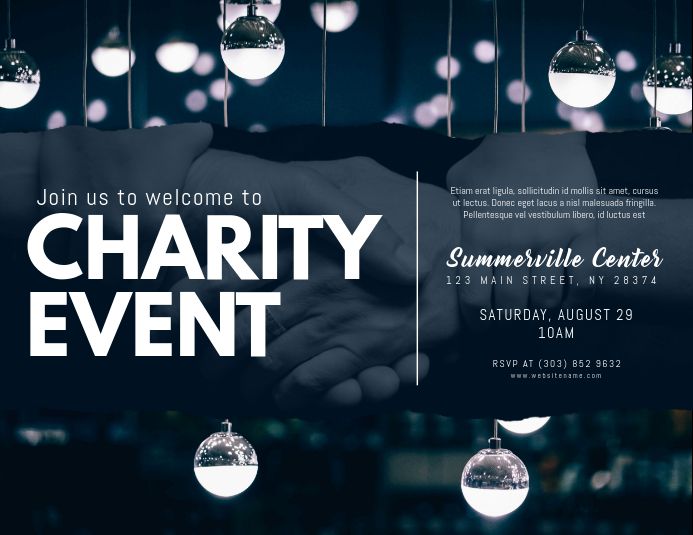 Join us to welcome to
CHARITY
EVENT
Etiam erat ligula, sollicitudin id mollis sit amet, cursus
ut lectus. Donec eget lacus a nisl malesuada fringilla.
Pellentesque vel vestibulum libero, id luctus est
Summerville Center
123 MAIN STREET, NY 28374
SATURDAY, AUGUST 29
10AM
RSVP AT (303) 852 9632
www.websitename.com